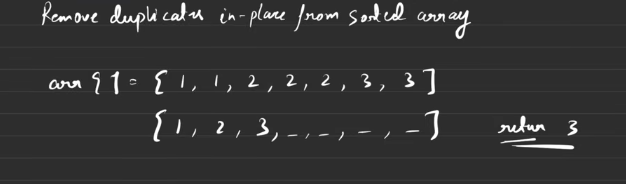 Remove duplicates in-place from sorted array
arr [] = [ 1, 1, 2, 2, 2, 3, 3 ]
[ 1, 2, 3, _, _, _, _ ] return 3